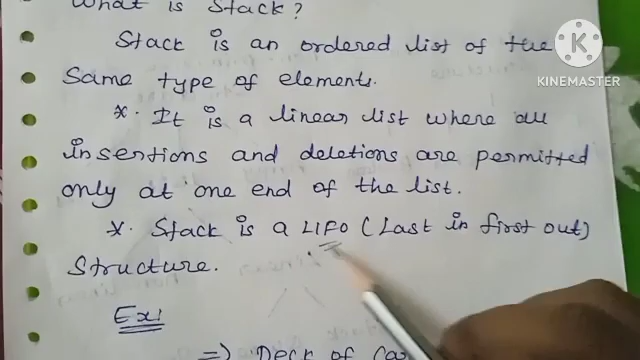 What is Stack?
Stack is an ordered list of the
Same type of elements.
*. It is a linear list where all
insertions and deletions are permitted
only at one end of the list.
*. Stack is a LIFO (Last in first out)
Structure.
Ex:
=> Deck of
K
KINEMASTER